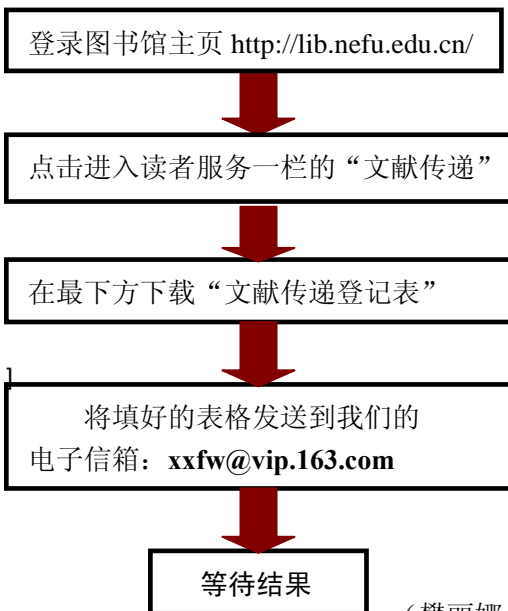 登录图书馆主页 http://lib.nefu.edu.cn/
点击进入读者服务一栏的“文献传递”
在最下方下载“文献传递登记表”
]
将填好的表格发送到我们的
电子信箱：xxfw@vip.163.com
等待结果